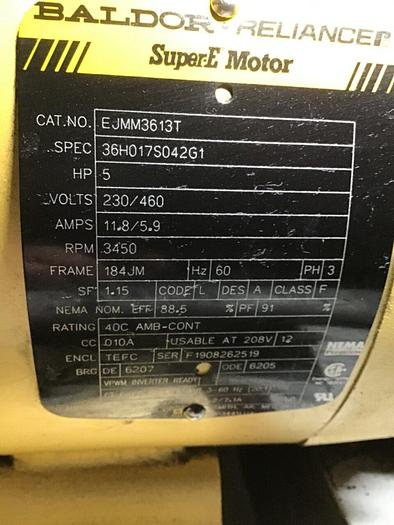 BALDOR · RELIANCER
Super-E Motor
CAT.NO. EJMM3613T
SPEC 36H017S042G1
HP 5
VOLTS 230/460
AMPS 11.8/5.9
RPM 3450
FRAME 184JM Hz 60 PH 3
SF 1.15 CODE L DES A CLASS F
NEMA NOM. EFF 88.5 % PF 91 %
RATING 40C AMB-CONT
CC 010A USABLE AT 208V 12
ENCL TEFC SER F1908262519
BRG DE 6207 ODE 6205
VPWM INVERTER READY